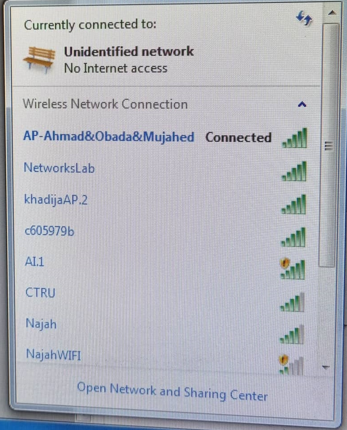 Currently connected to:
Unidentified network
No Internet access
Wireless Network Connection
AP-Ahmad&Obada&Mujahed Connected
NetworksLab
khadijaAP.2
c605979b
AI.1
CTRU
Najah
NajahWIFI
Open Network and Sharing Center